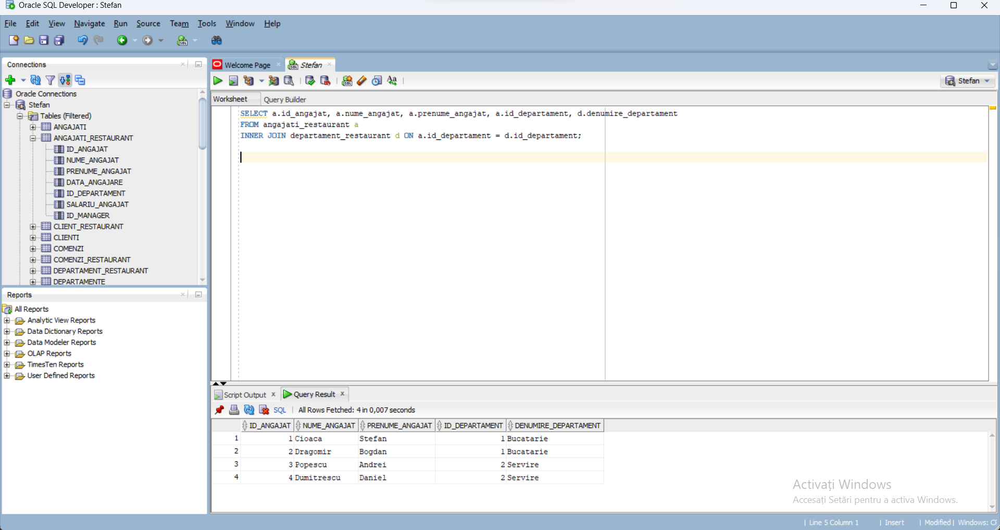 Oracle SQL Developer : Stefan
File Edit View Navigate Run Source Team Tools Window Help
Connections
Oracle Connections
Stefan
Tables (Filtered)
ANGAJATI
ANGAJATI_RESTAURANT
ID_ANGAJAT
NUME_ANGAJAT
PRENUME_ANGAJAT
DATA_ANGAJARE
ID_DEPARTAMENT
SALARIU_ANGAJAT
ID_MANAGER
CLIENT_RESTAURANT
CLIENTI
COMENZI
COMENZI_RESTAURANT
DEPARTAMENT_RESTAURANT
DEPARTAMENTE
Reports
All Reports
Analytic View Reports
Data Dictionary Reports
Data Modeler Reports
OLAP Reports
TimesTen Reports
User Defined Reports
Welcome Page Stefan
Stefan
Worksheet Query Builder
SELECT a.id_angajat, a.nume_angajat, a.prenume_angajat, a.id_departament, d.denumire_departament
FROM angajati_restaurant a
INNER JOIN departament_restaurant d ON a.id_departament = d.id_departament;
Script Output Query Result
SQL All Rows Fetched: 4 in 0,007 seconds
ID_ANGAJAT NUME_ANGAJAT PRENUME_ANGAJAT ID_DEPARTAMENT DENUMIRE_DEPARTAMENT
1 1 Cioaca Stefan 1 Bucatarie
2 2 Dragomir Bogdan 1 Bucatarie
3 3 Popescu Andrei 2 Servire
4 4 Dumitrescu Daniel 2 Servire
Activați Windows
Accesați Setări pentru a activa Windows.
Line 5 Column 1 | Insert | Modified | Windows: CF